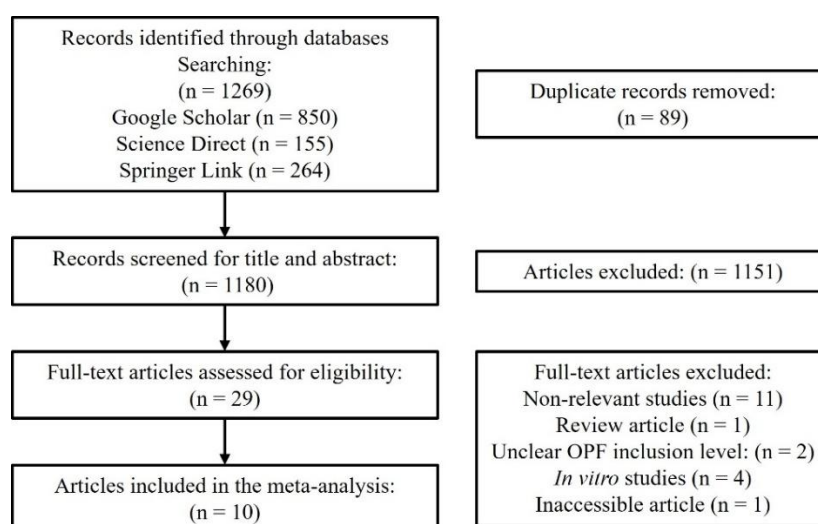 Records identified through databases
Searching:
(n = 1269)
Google Scholar (n = 850)
Science Direct (n = 155)
Springer Link (n = 264)
Duplicate records removed:
(n = 89)
Records screened for title and abstract:
(n = 1180)
Articles excluded: (n = 1151)
Full-text articles assessed for eligibility:
(n = 29)
Full-text articles excluded:
Non-relevant studies (n = 11)
Review article (n = 1)
Unclear OPF inclusion level: (n = 2)
In vitro studies (n = 4)
Inaccessible article (n = 1)
Articles included in the meta-analysis:
(n = 10)